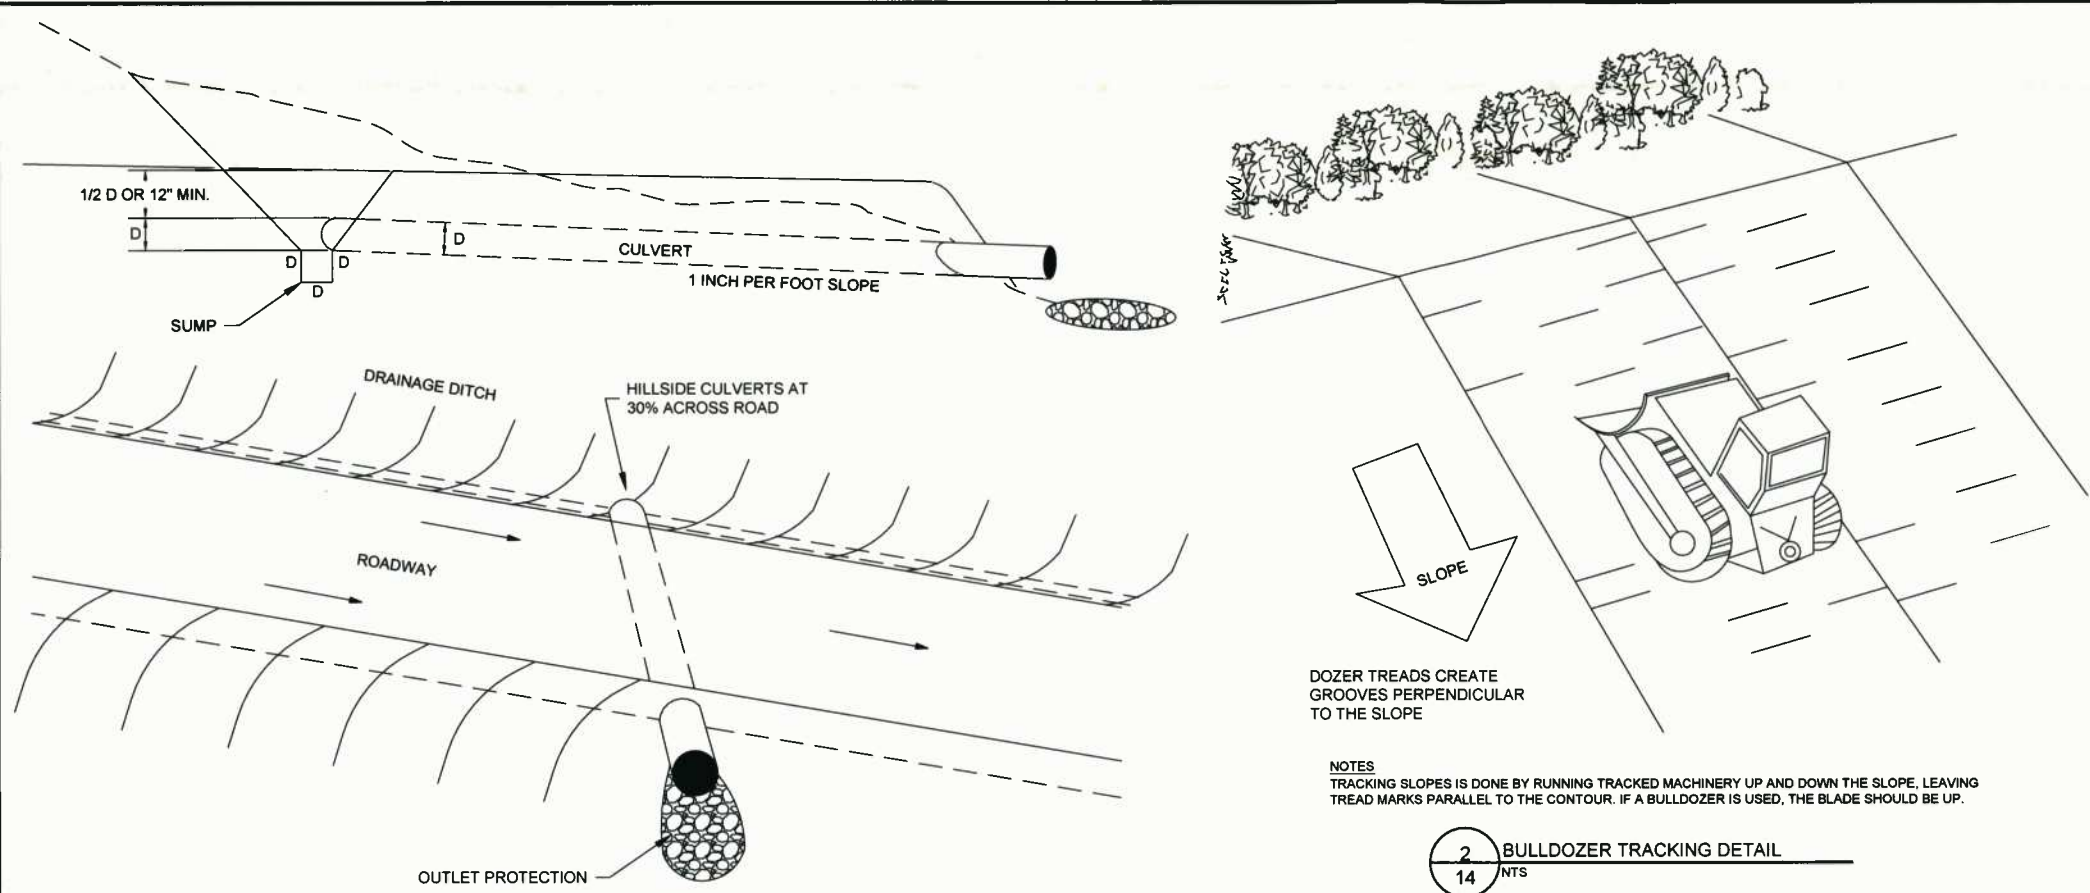 1/2 D OR 12" MIN.
D
D
D
D
D
CULVERT
1 INCH PER FOOT SLOPE
SUMP
DRAINAGE DITCH
HILLSIDE CULVERTS AT
30% ACROSS ROAD
ROADWAY
OUTLET PROTECTION
SLOPE
DOZER TREADS CREATE
GROOVES PERPENDICULAR
TO THE SLOPE
NOTES
TRACKING SLOPES IS DONE BY RUNNING TRACKED MACHINERY UP AND DOWN THE SLOPE, LEAVING
TREAD MARKS PARALLEL TO THE CONTOUR. IF A BULLDOZER IS USED, THE BLADE SHOULD BE UP.
2
14
BULLDOZER TRACKING DETAIL
NTS